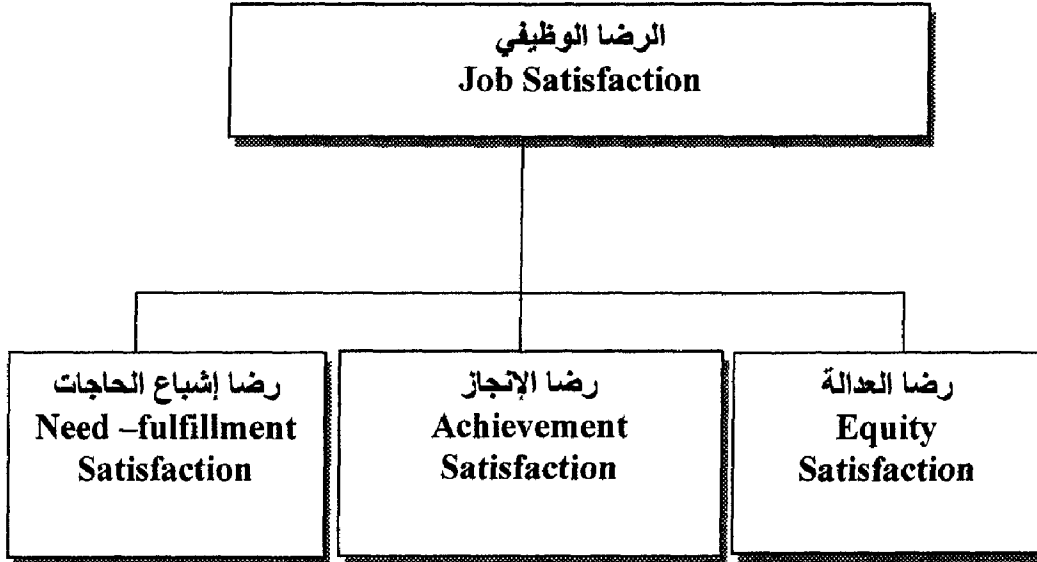 الرضا الوظيفي
Job Satisfaction
رضا إشباع الحاجات
Need –fulfillment
Satisfaction
رضا الإنجاز
Achievement
Satisfaction
رضا العدالة
Equity
Satisfaction